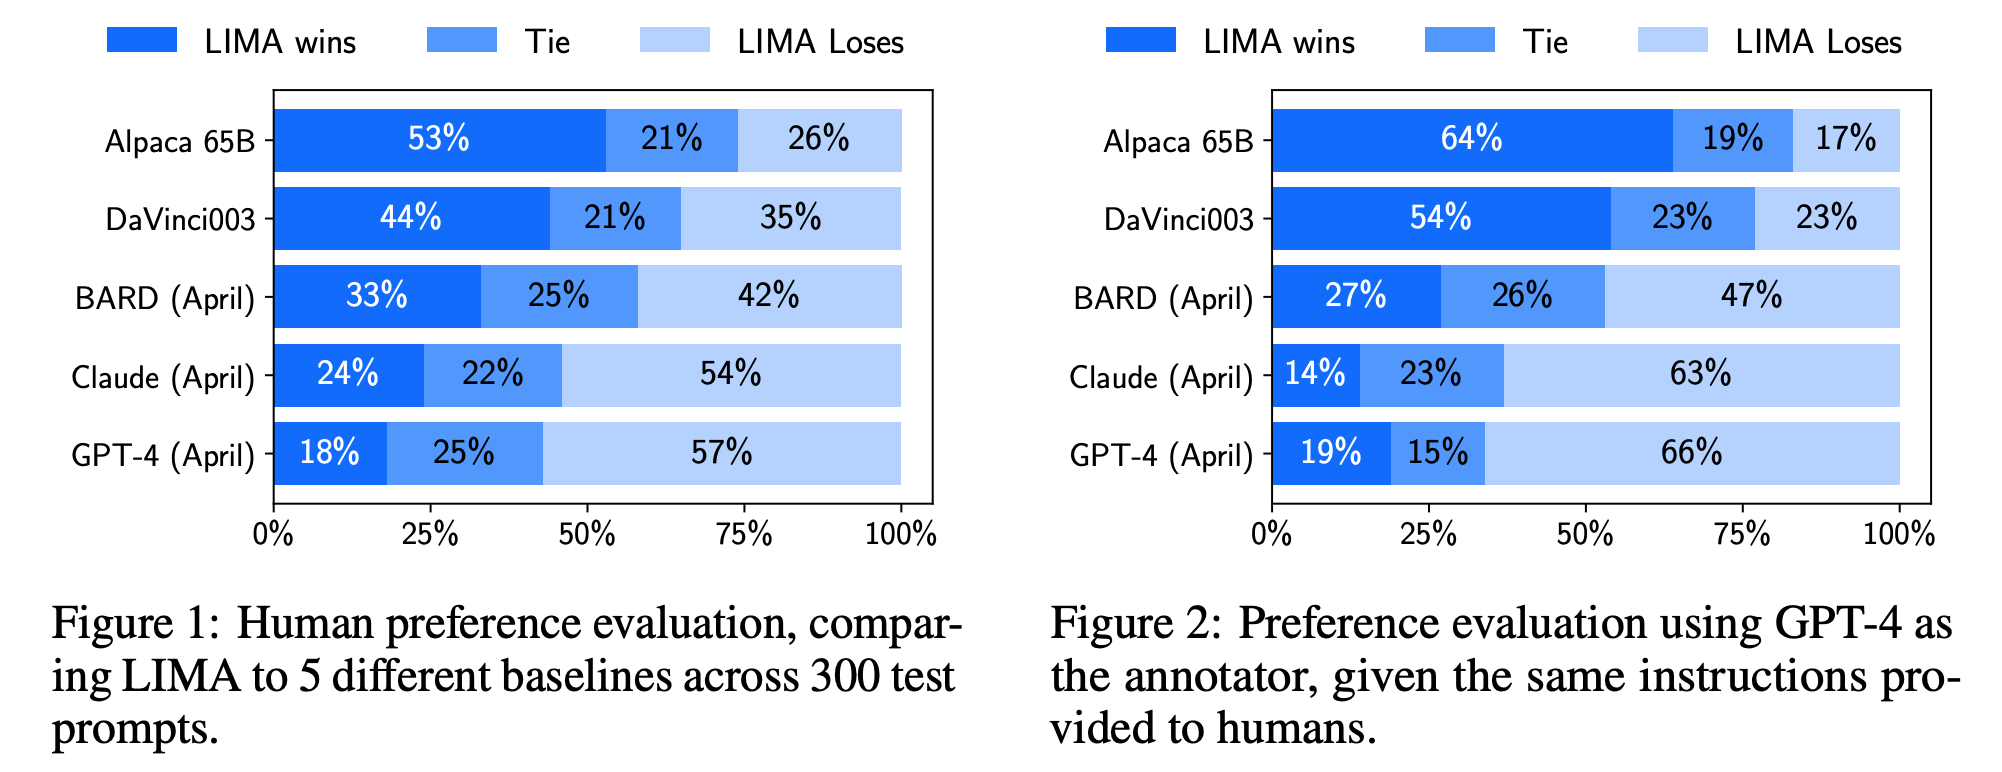 LIMA wins Tie LIMA Loses
Alpaca 65B 53% 21% 26%
DaVinci003 44% 21% 35%
BARD (April) 33% 25% 42%
Claude (April) 24% 22% 54%
GPT-4 (April) 18% 25% 57%
0% 25% 50% 75% 100%
Figure 1: Human preference evaluation, compar-
ing LIMA to 5 different baselines across 300 test
prompts.
LIMA wins Tie LIMA Loses
Alpaca 65B 64% 19% 17%
DaVinci003 54% 23% 23%
BARD (April) 27% 26% 47%
Claude (April) 14% 23% 63%
GPT-4 (April) 19% 15% 66%
0% 25% 50% 75% 100%
Figure 2: Preference evaluation using GPT-4 as
the annotator, given the same instructions pro-
vided to humans.